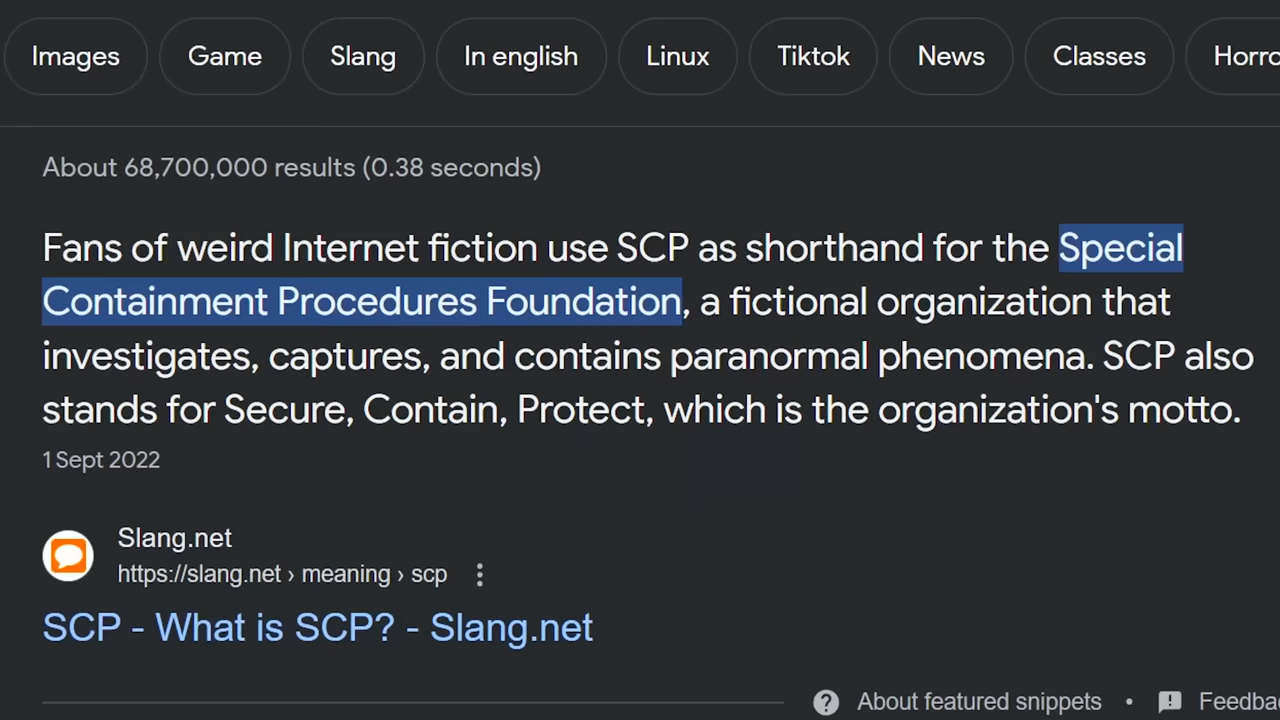 Images Game Slang In english Linux Tiktok News Classes Horro
About 68,700,000 results (0.38 seconds)
Fans of weird Internet fiction use SCP as shorthand for the Special
Containment Procedures Foundation, a fictional organization that
investigates, captures, and contains paranormal phenomena. SCP also
stands for Secure, Contain, Protect, which is the organization's motto.
1 Sept 2022
Slang.net
https://slang.net › meaning › scp
SCP - What is SCP? - Slang.net
About featured snippets • Feedba